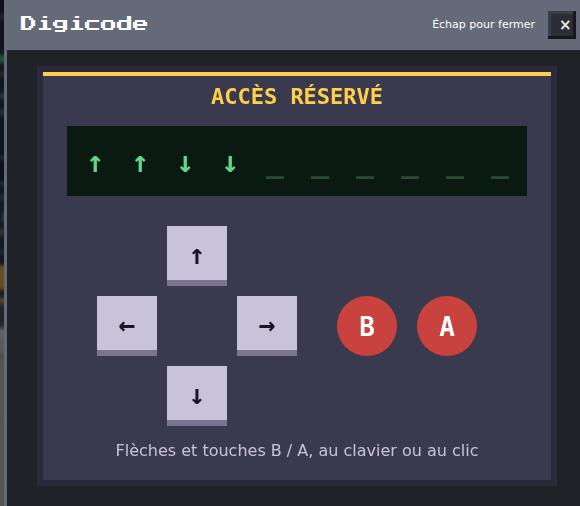 Digicode
Échap pour fermer ×
ACCÈS RÉSERVÉ
↑ ↑ ↓ ↓ _ _ _ _ _ _
↑
← → B A
↓
Flèches et touches B / A, au clavier ou au clic